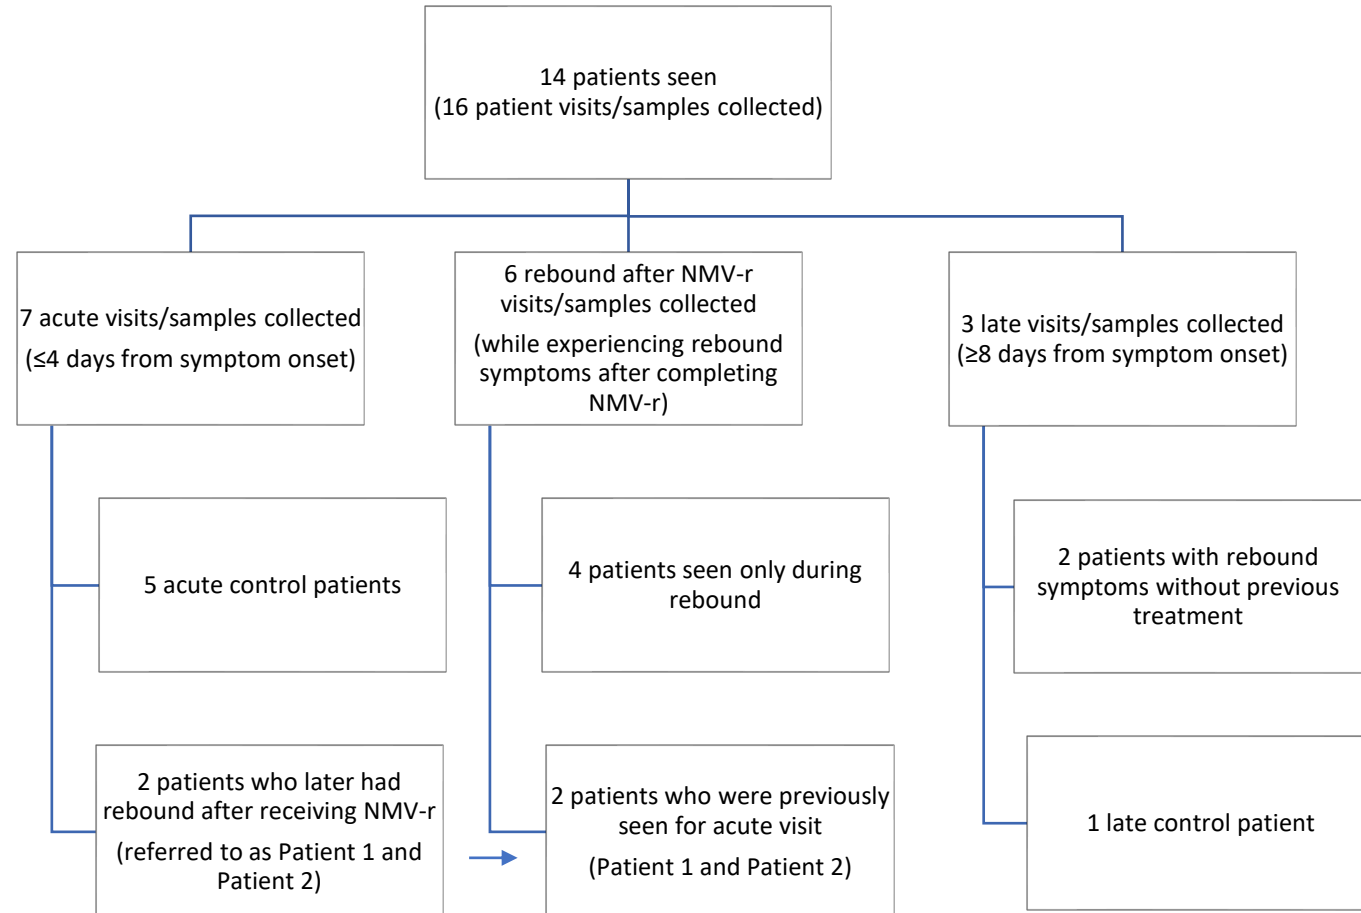 14 patients seen
(16 patient visits/samples collected)
7 acute visits/samples collected
(≤4 days from symptom onset)
6 rebound after NMV-r
visits/samples collected
(while experiencing rebound
symptoms after completing
NMV-r)
3 late visits/samples collected
(≥8 days from symptom onset)
5 acute control patients
4 patients seen only during
rebound
2 patients with rebound
symptoms without previous
treatment
2 patients who later had
rebound after receiving NMV-r
(referred to as Patient 1 and
Patient 2)
2 patients who were previously
seen for acute visit
(Patient 1 and Patient 2)
1 late control patient